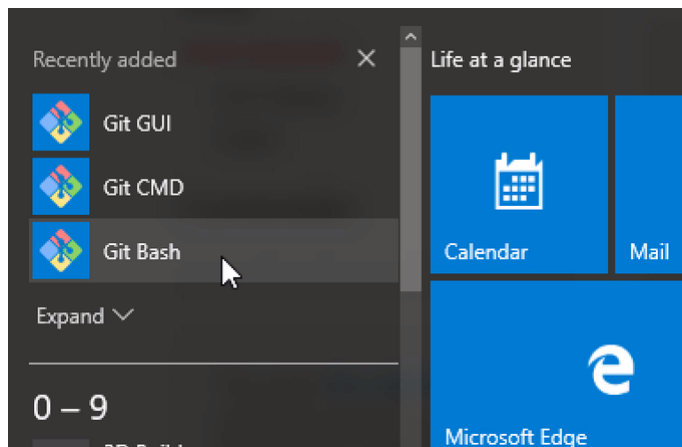 Recently added
Git GUI
Git CMD
Git Bash
Expand
0 – 9
Life at a glance
Calendar
Mail
Microsoft Edge